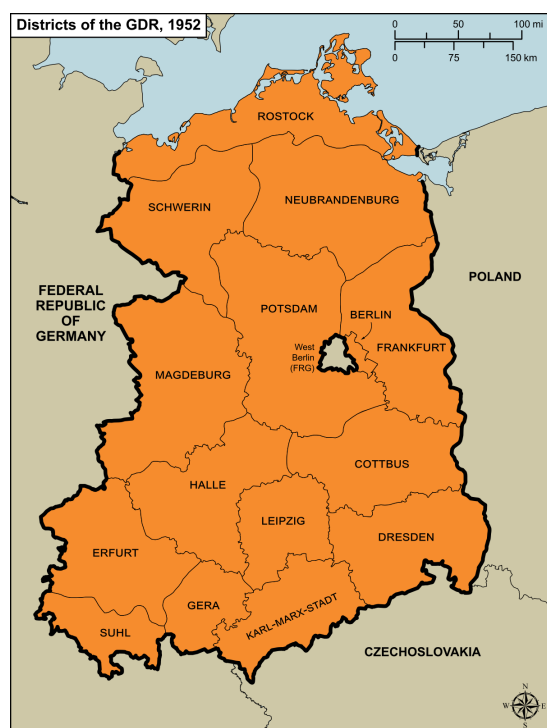 Districts of the GDR, 1952
0 50 100 mi
0 75 150 km
ROSTOCK
SCHWERIN
NEUBRANDENBURG
FEDERAL
REPUBLIC
OF
GERMANY
POLAND
POTSDAM
BERLIN
West
Berlin
(FRG)
FRANKFURT
MAGDEBURG
COTTBUS
HALLE
LEIPZIG
DRESDEN
ERFURT
GERA
KARL-MARX-STADT
SUHL
CZECHOSLOVAKIA
N
W E
S